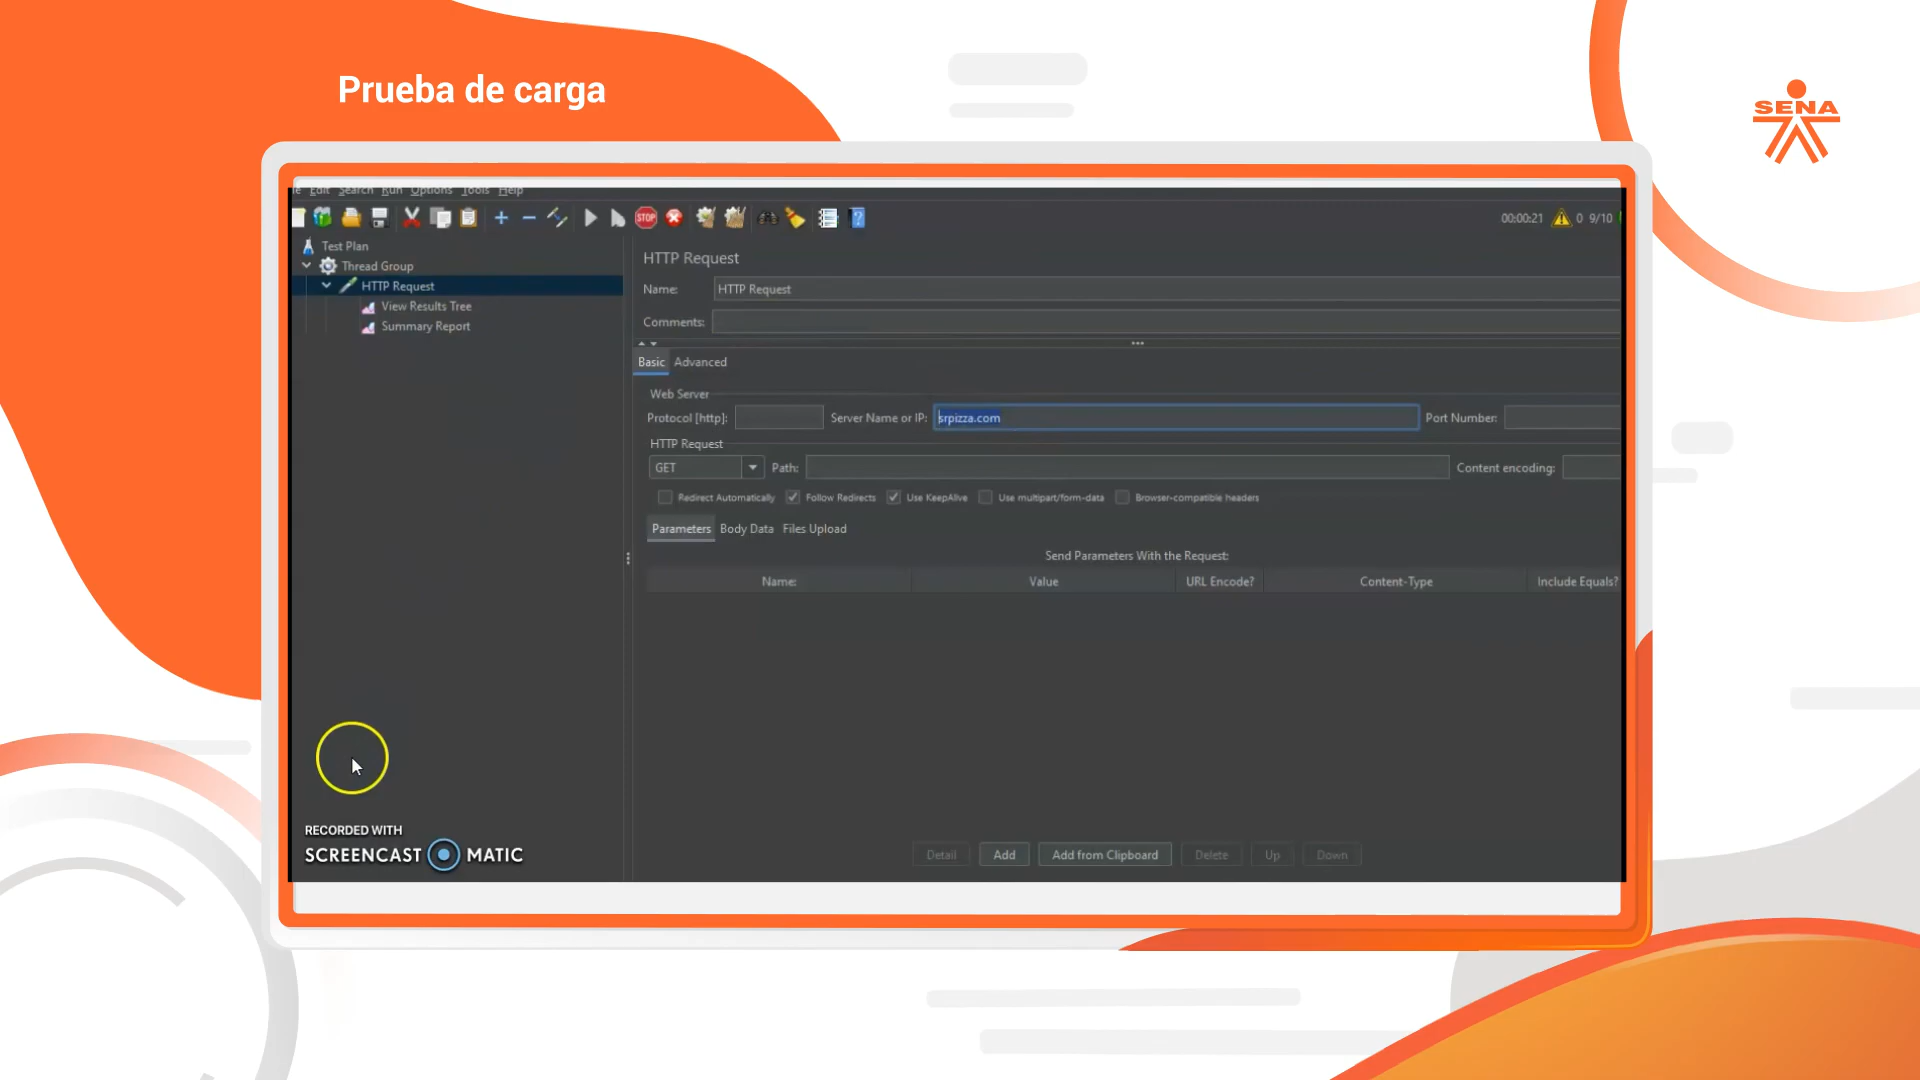 Prueba de carga
SENA
Edit Search Run Options Tools Help
STOP
00:00:21 0 9/10
Test Plan
Thread Group
HTTP Request
View Results Tree
Summary Report
HTTP Request
Name: HTTP Request
Comments:
Basic Advanced
Web Server
Protocol [http]: Server Name or IP: srpizza.com Port Number:
HTTP Request
GET Path: Content encoding:
Redirect Automatically Follow Redirects Use KeepAlive Use multipart/form-data Browser-compatible headers
Parameters Body Data Files Upload
Send Parameters With the Request:
Name: Value URL Encode? Content-Type Include Equals?
Detail Add Add from Clipboard Delete Up Down
RECORDED WITH
SCREENCAST MATIC